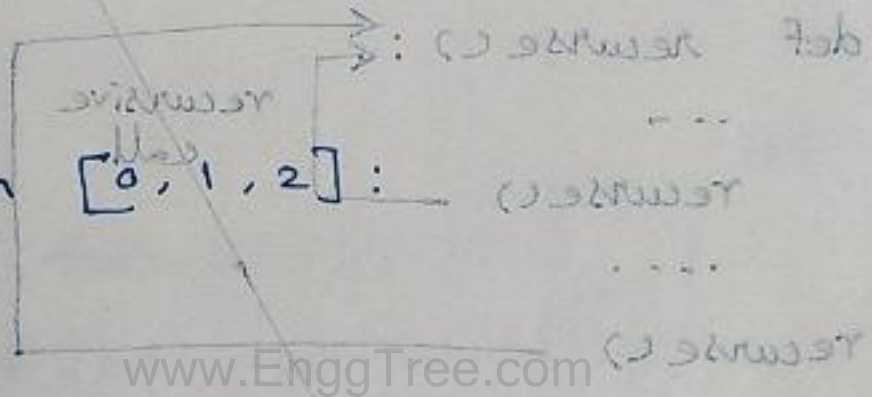 def recurse():
recursive
....
call
[0, 1, 2] :
recurse()
....
recurse()
www.EnggTree.com